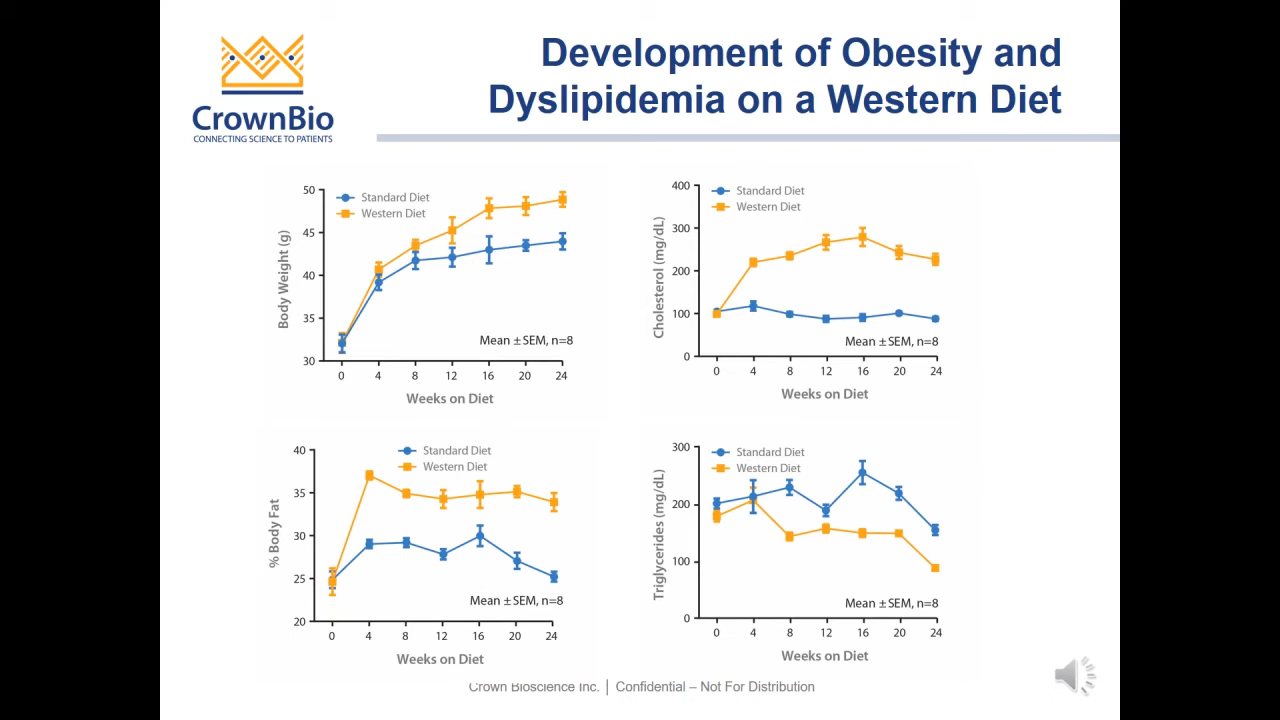 CrownBio
CONNECTING SCIENCE TO PATIENTS
Development of Obesity and
Dyslipidemia on a Western Diet
Body Weight (g)
50
45
40
35
30
Standard Diet
Western Diet
Mean ± SEM, n=8
0 4 8 12 16 20 24
Weeks on Diet
Cholesterol (mg/dL)
400
300
200
100
0
Standard Diet
Western Diet
Mean ± SEM, n=8
0 4 8 12 16 20 24
Weeks on Diet
% Body Fat
40
35
30
25
20
Standard Diet
Western Diet
Mean ± SEM, n=8
0 4 8 12 16 20 24
Weeks on Diet
Triglycerides (mg/dL)
300
200
100
0
Standard Diet
Western Diet
Mean ± SEM, n=8
0 4 8 12 16 20 24
Weeks on Diet
Crown Bioscience Inc. | Confidential – Not For Distribution